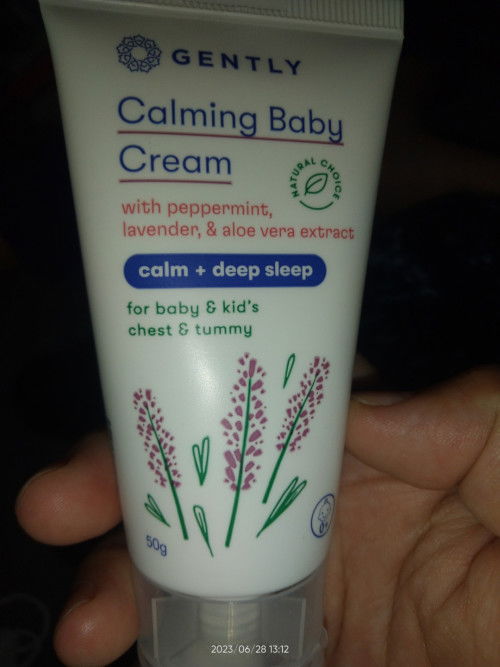 GENTLY
Calming Baby
Cream
NATURAL CHOICE
with peppermint,
lavender, & aloe vera extract
calm + deep sleep
for baby & kid's
chest & tummy
50g
2023/06/28 13:12